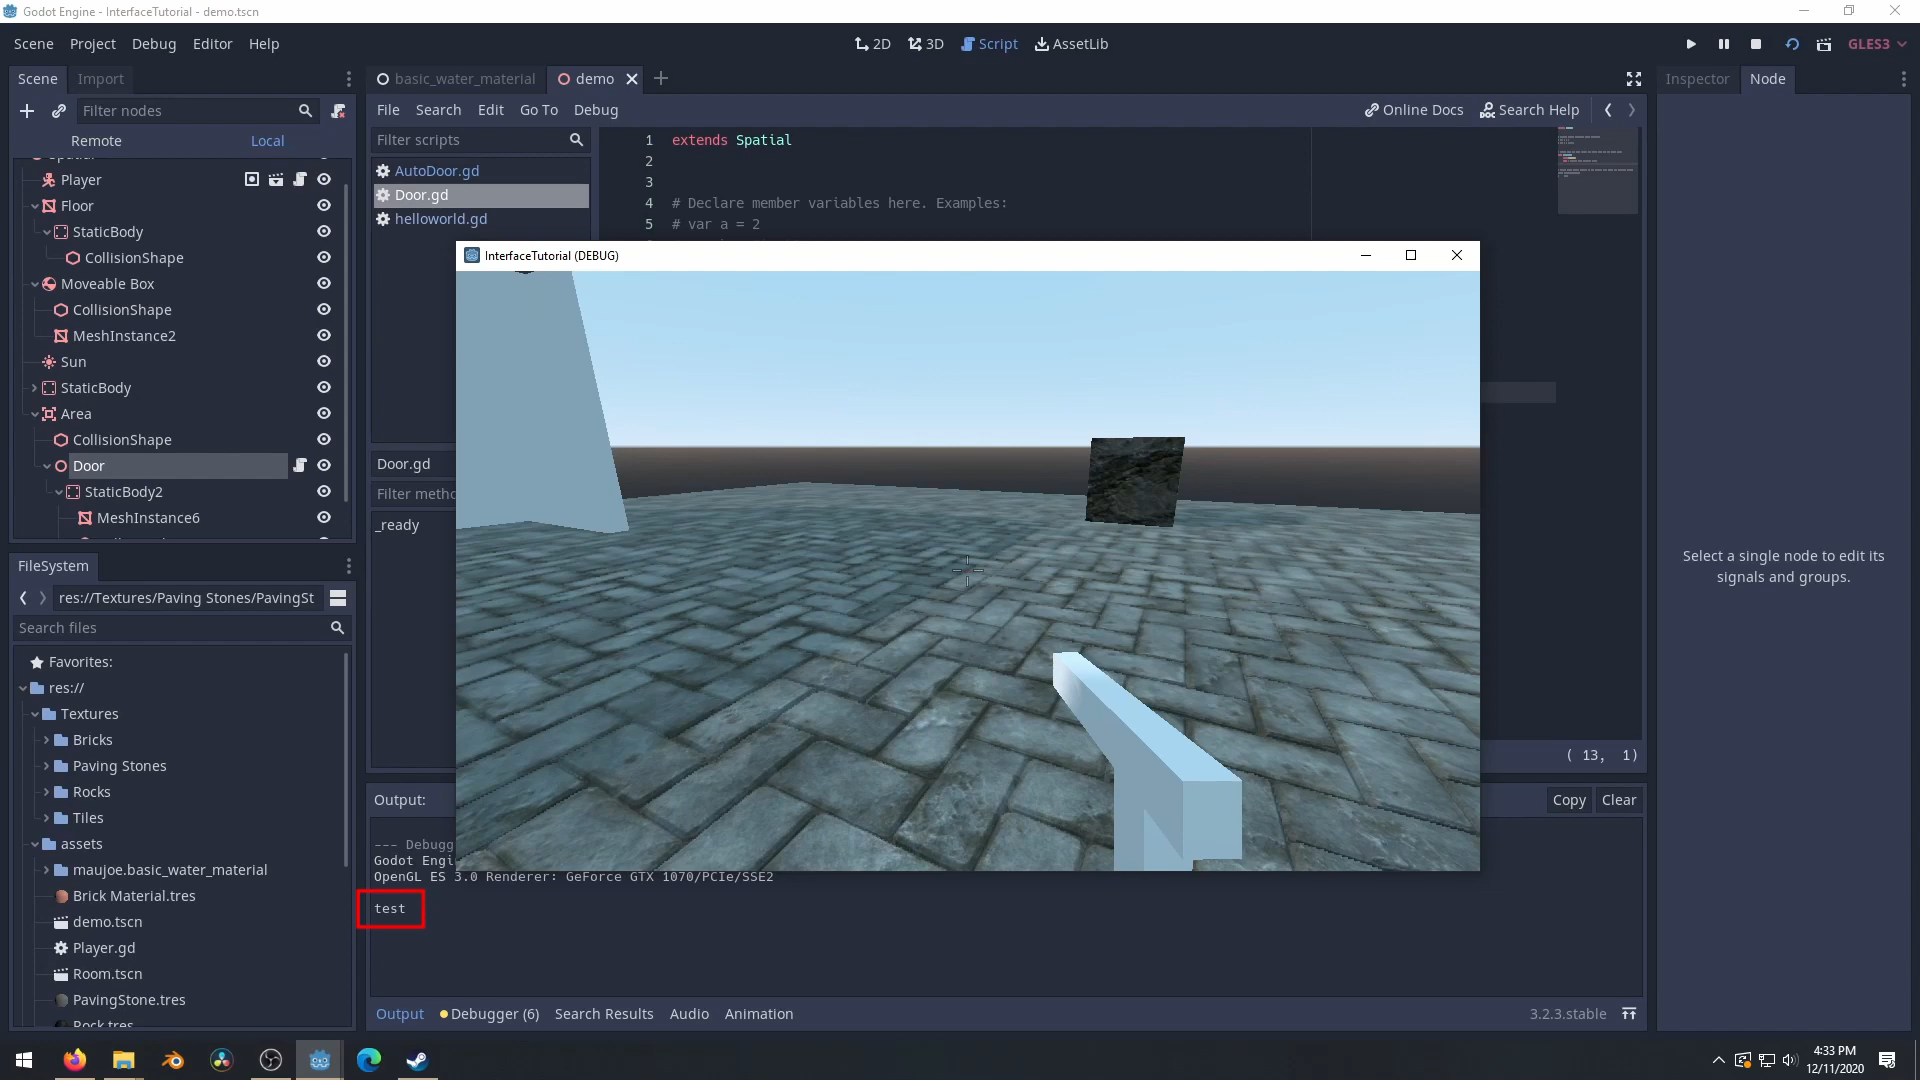 Godot Engine - InterfaceTutorial - demo.tscn
Scene Project Debug Editor Help
2D 3D Script AssetLib
GLES3
Scene Import
Filter nodes
Remote Local
Player
Floor
StaticBody
CollisionShape
Moveable Box
CollisionShape
MeshInstance2
Sun
StaticBody
Area
CollisionShape
Door
StaticBody2
MeshInstance6
FileSystem
res://Textures/Paving Stones/PavingSt
Search files
Favorites:
res://
Textures
Bricks
Paving Stones
Rocks
Tiles
assets
maujoe.basic_water_material
Brick Material.tres
demo.tscn
Player.gd
Room.tscn
PavingStone.tres
Rock.tres
basic_water_material demo
File Search Edit Go To Debug
Online Docs Search Help
Filter scripts
AutoDoor.gd
Door.gd
helloworld.gd
Door.gd
Filter metho
_ready
1 extends Spatial
2
3
4 # Declare member variables here. Examples:
5 # var a = 2
InterfaceTutorial (DEBUG)
( 13, 1)
Output:
Copy Clear
--- Debugg
Godot Engi
OpenGL ES 3.0 Renderer: GeForce GTX 1070/PCIe/SSE2
test
Output Debugger (6) Search Results Audio Animation
3.2.3.stable
Inspector Node
Select a single node to edit its
signals and groups.
4:33 PM
12/11/2020